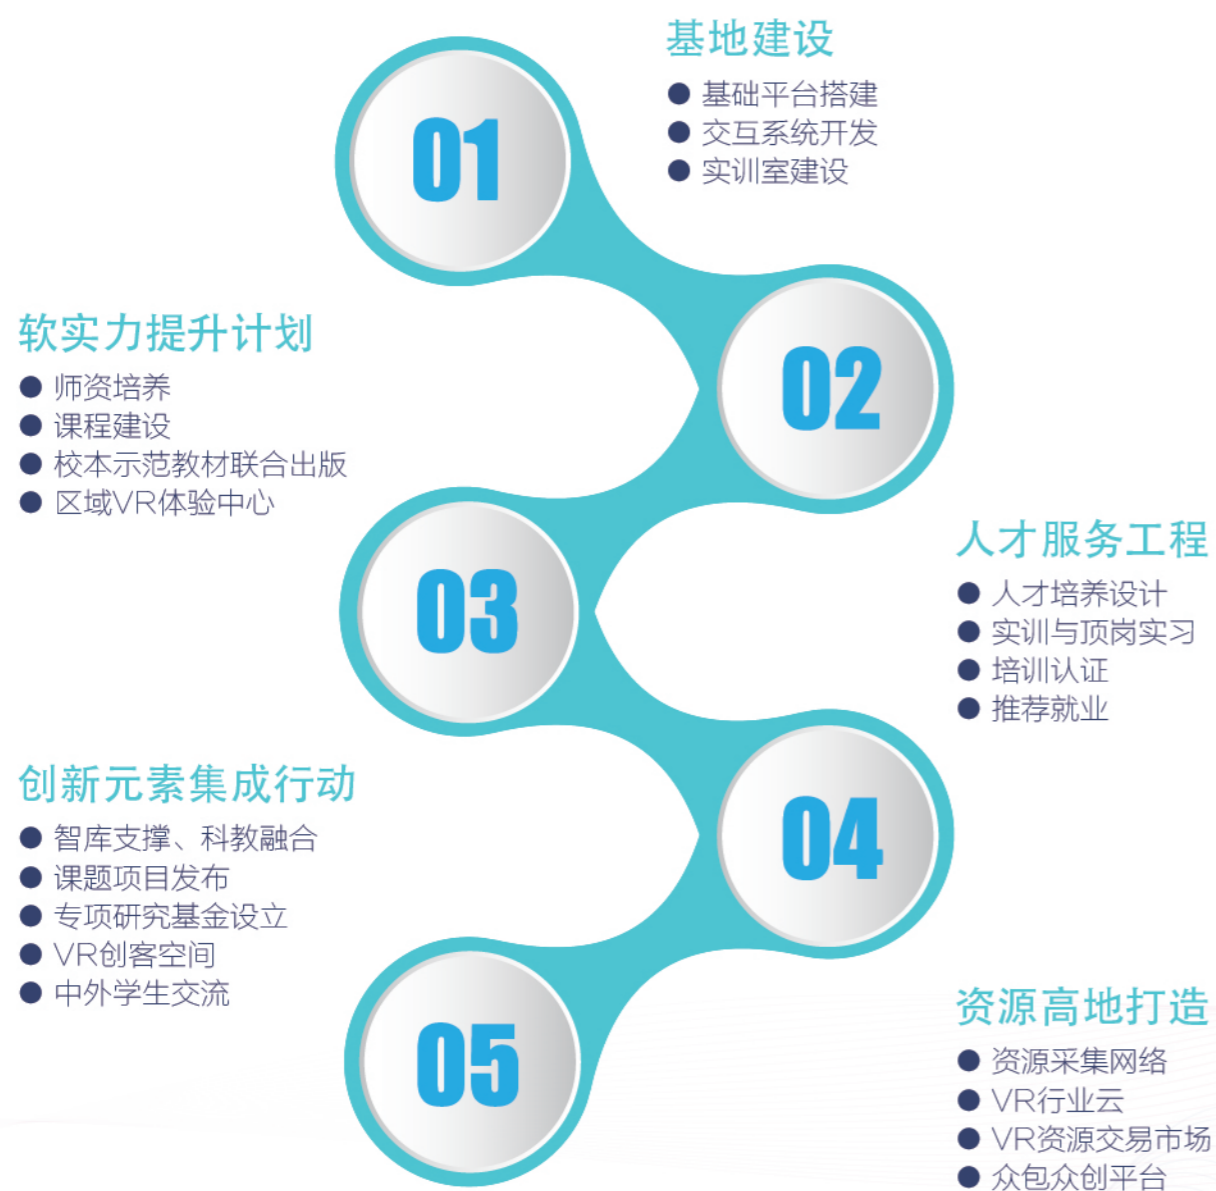 01
基地建设
● 基础平台搭建
● 交互系统开发
● 实训室建设
02
软实力提升计划
● 师资培养
● 课程建设
● 校本示范教材联合出版
● 区域VR体验中心
03
人才服务工程
● 人才培养设计
● 实训与顶岗实习
● 培训认证
● 推荐就业
04
创新元素集成行动
● 智库支撑、科教融合
● 课题项目发布
● 专项研究基金设立
● VR创客空间
● 中外学生交流
05
资源高地打造
● 资源采集网络
● VR行业云
● VR资源交易市场
● 众包众创平台